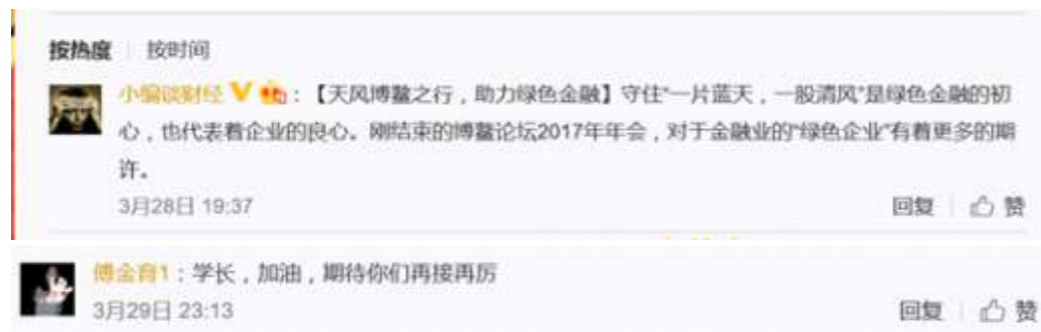 按热度 | 按时间
小编谈财经：【天风博鳌之行，助力绿色金融】守住“一片蓝天，一股清风”是绿色金融的初
心，也代表着企业的良心。刚结束的博鳌论坛2017年年会，对于金融业的“绿色企业”有着更多的期
许。
3月28日 19:37 回复 赞
傅金育1：学长，加油，期待你们再接再厉
3月29日 23:13 回复 赞